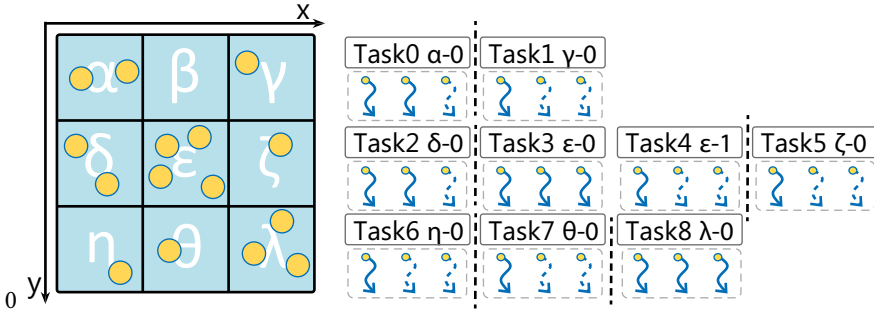 x
α β γ
δ ε ζ
η θ λ
0 y
Task0 α-0 Task1 γ-0
Task2 δ-0 Task3 ε-0 Task4 ε-1 Task5 ζ-0
Task6 η-0 Task7 θ-0 Task8 λ-0